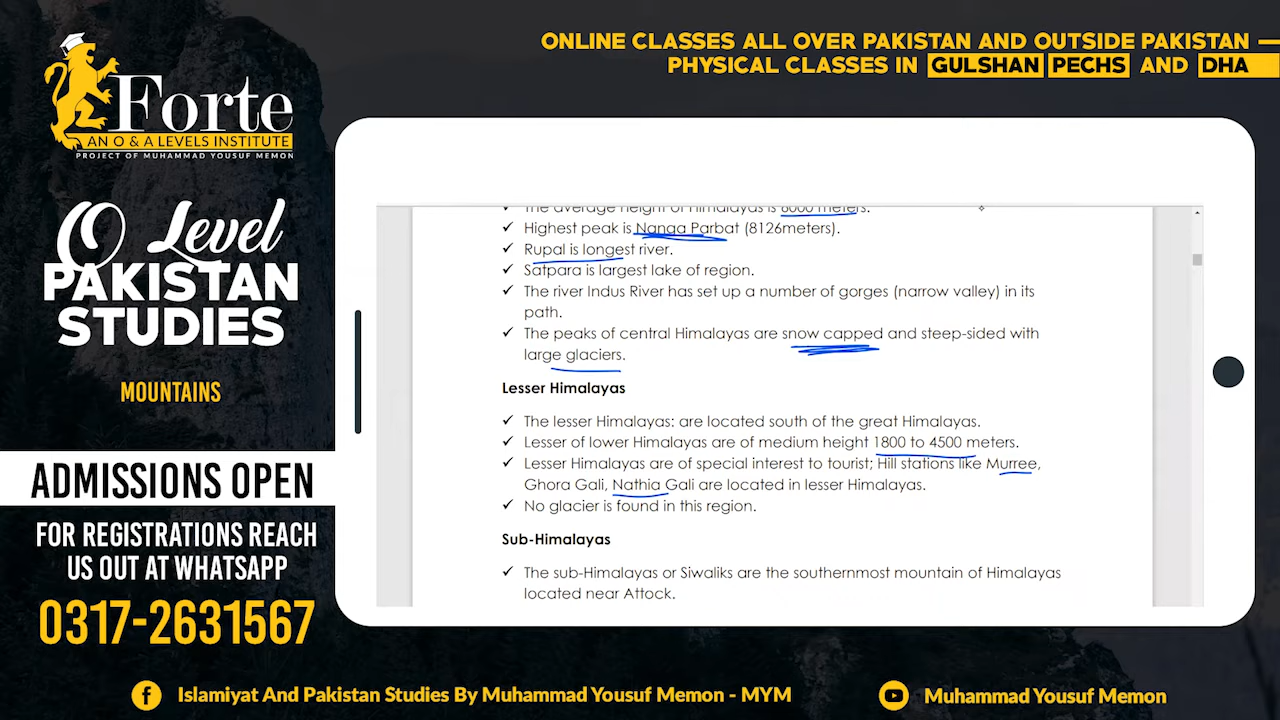 ONLINE CLASSES ALL OVER PAKISTAN AND OUTSIDE PAKISTAN
PHYSICAL CLASSES IN GULSHAN PECHS AND DHA
Forte
AN O & A LEVELS INSTITUTE
PROJECT OF MUHAMMAD YOUSUF MEMON
O Level
PAKISTAN
STUDIES
MOUNTAINS
ADMISSIONS OPEN
FOR REGISTRATIONS REACH
US OUT AT WHATSAPP
0317-2631567
✓ The average height of Himalayas is 6000 meters.
✓ Highest peak is Nanga Parbat (8126meters).
✓ Rupal is longest river.
✓ Satpara is largest lake of region.
✓ The river Indus River has set up a number of gorges (narrow valley) in its
path.
✓ The peaks of central Himalayas are snow capped and steep-sided with
large glaciers.
Lesser Himalayas
✓ The lesser Himalayas: are located south of the great Himalayas.
✓ Lesser of lower Himalayas are of medium height 1800 to 4500 meters.
✓ Lesser Himalayas are of special interest to tourist; Hill stations like Murree,
Ghora Gali, Nathia Gali are located in lesser Himalayas.
✓ No glacier is found in this region.
Sub-Himalayas
✓ The sub-Himalayas or Siwaliks are the southernmost mountain of Himalayas
located near Attock.
Islamiyat And Pakistan Studies By Muhammad Yousuf Memon - MYM
Muhammad Yousuf Memon